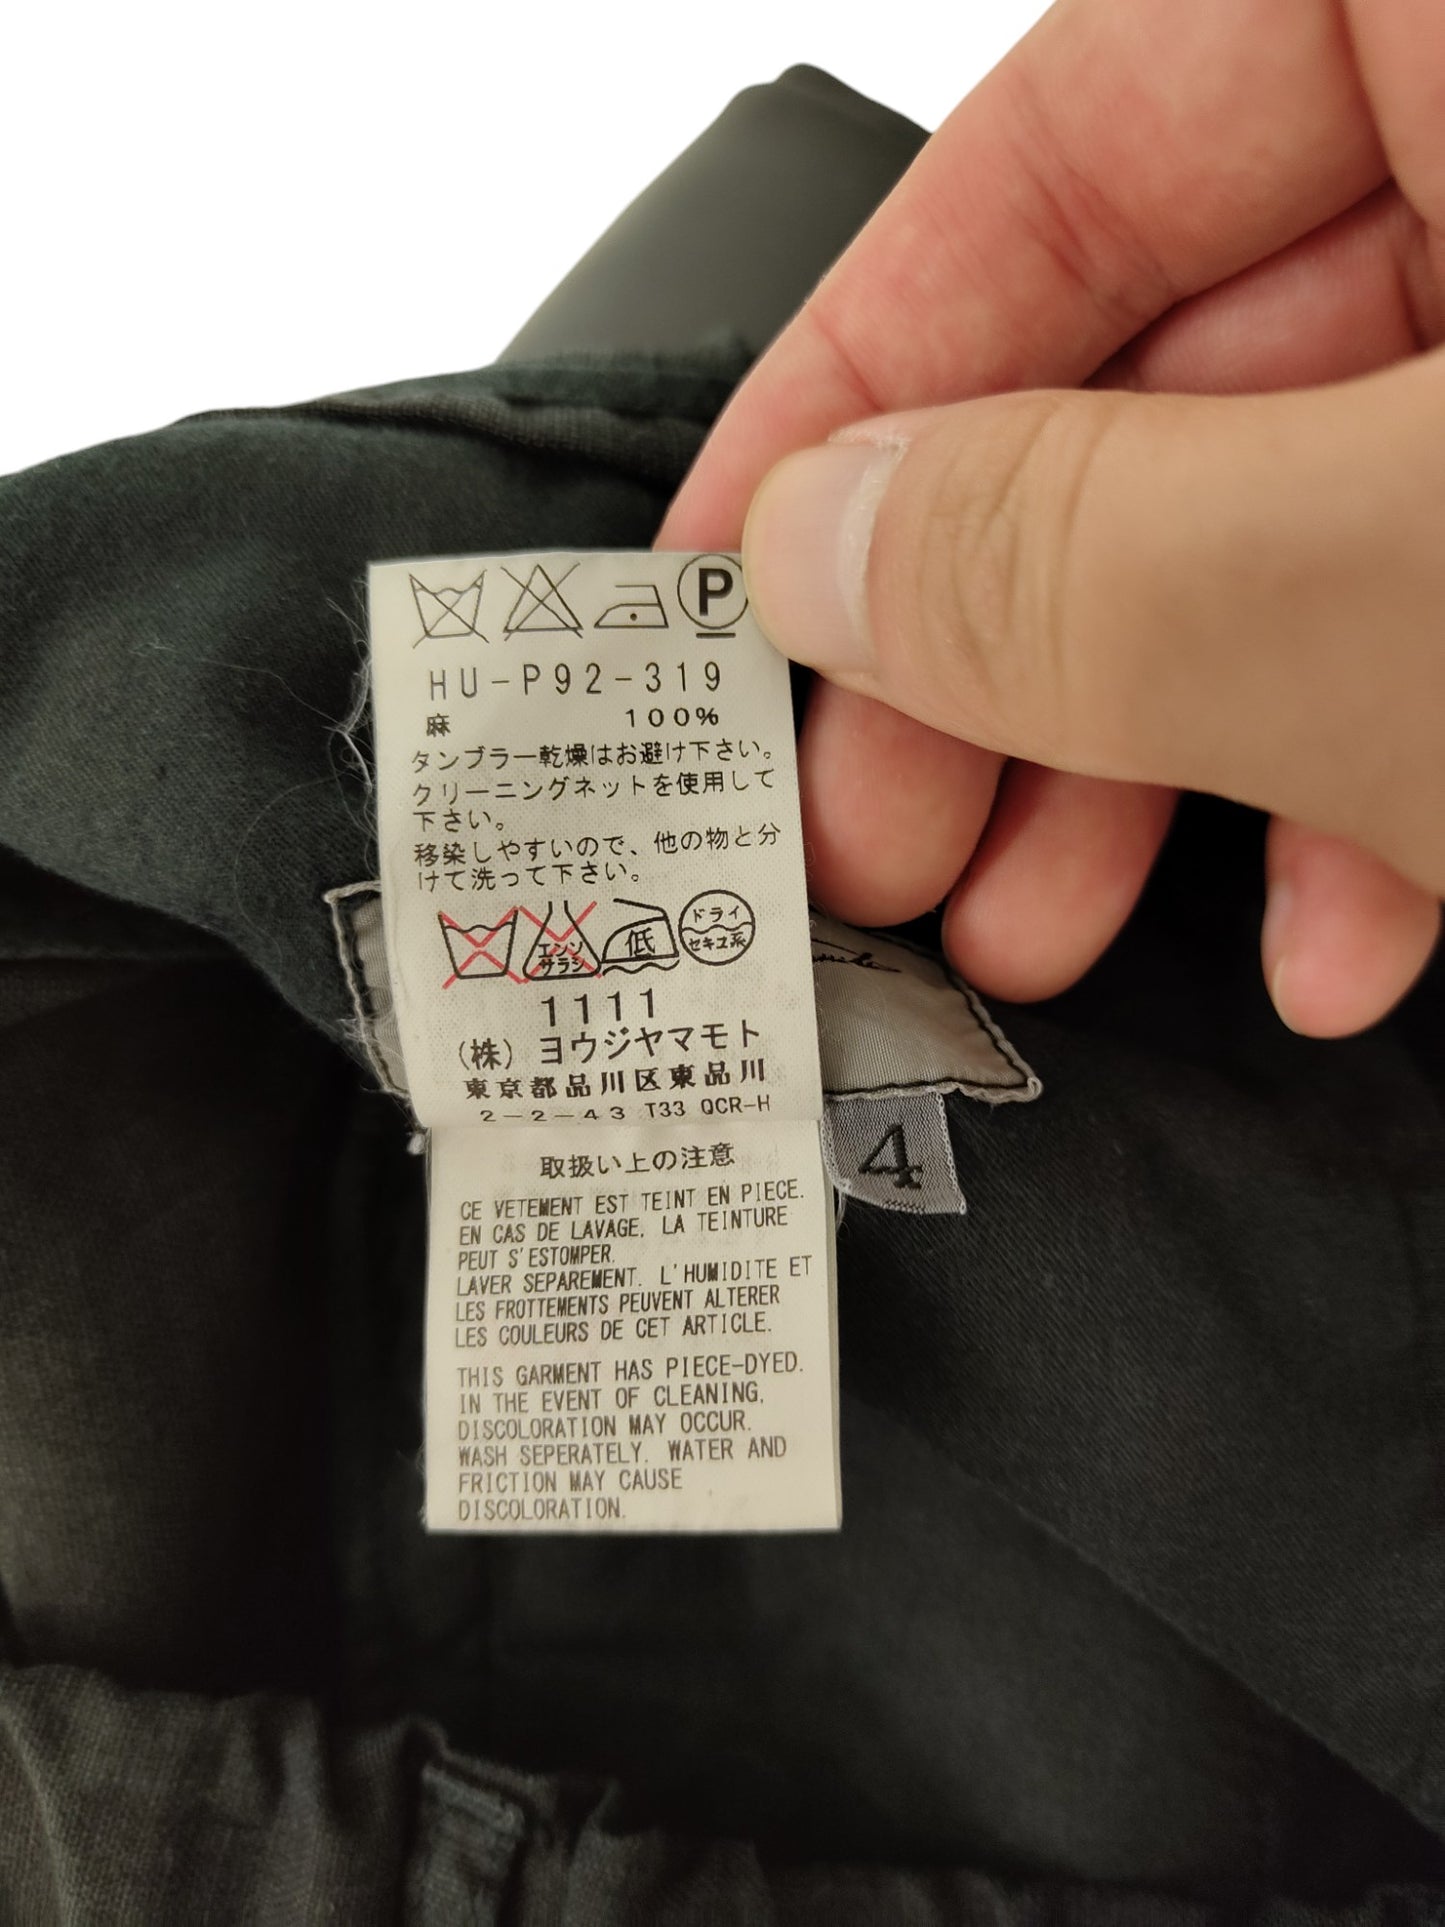 P
HU-P92-319
麻 100%
タンブラー乾燥はお避け下さい。
クリーニングネットを使用して
下さい。
移染しやすいので、他の物と分
けて洗って下さい。
エンソ
サラシ
低
ドライ
セキユ系
1111
(株) ヨウジヤマモト
東京都品川区東品川
2-2-43 T33 QCR-H
4
取扱い上の注意
CE VETEMENT EST TEINT EN PIECE.
EN CAS DE LAVAGE, LA TEINTURE
PEUT S'ESTOMPER.
LAVER SEPAREMENT. L'HUMIDITE ET
LES FROTTEMENTS PEUVENT ALTERER
LES COULEURS DE CET ARTICLE.
THIS GARMENT HAS PIECE-DYED.
IN THE EVENT OF CLEANING,
DISCOLORATION MAY OCCUR.
WASH SEPERATELY. WATER AND
FRICTION MAY CAUSE
DISCOLORATION.